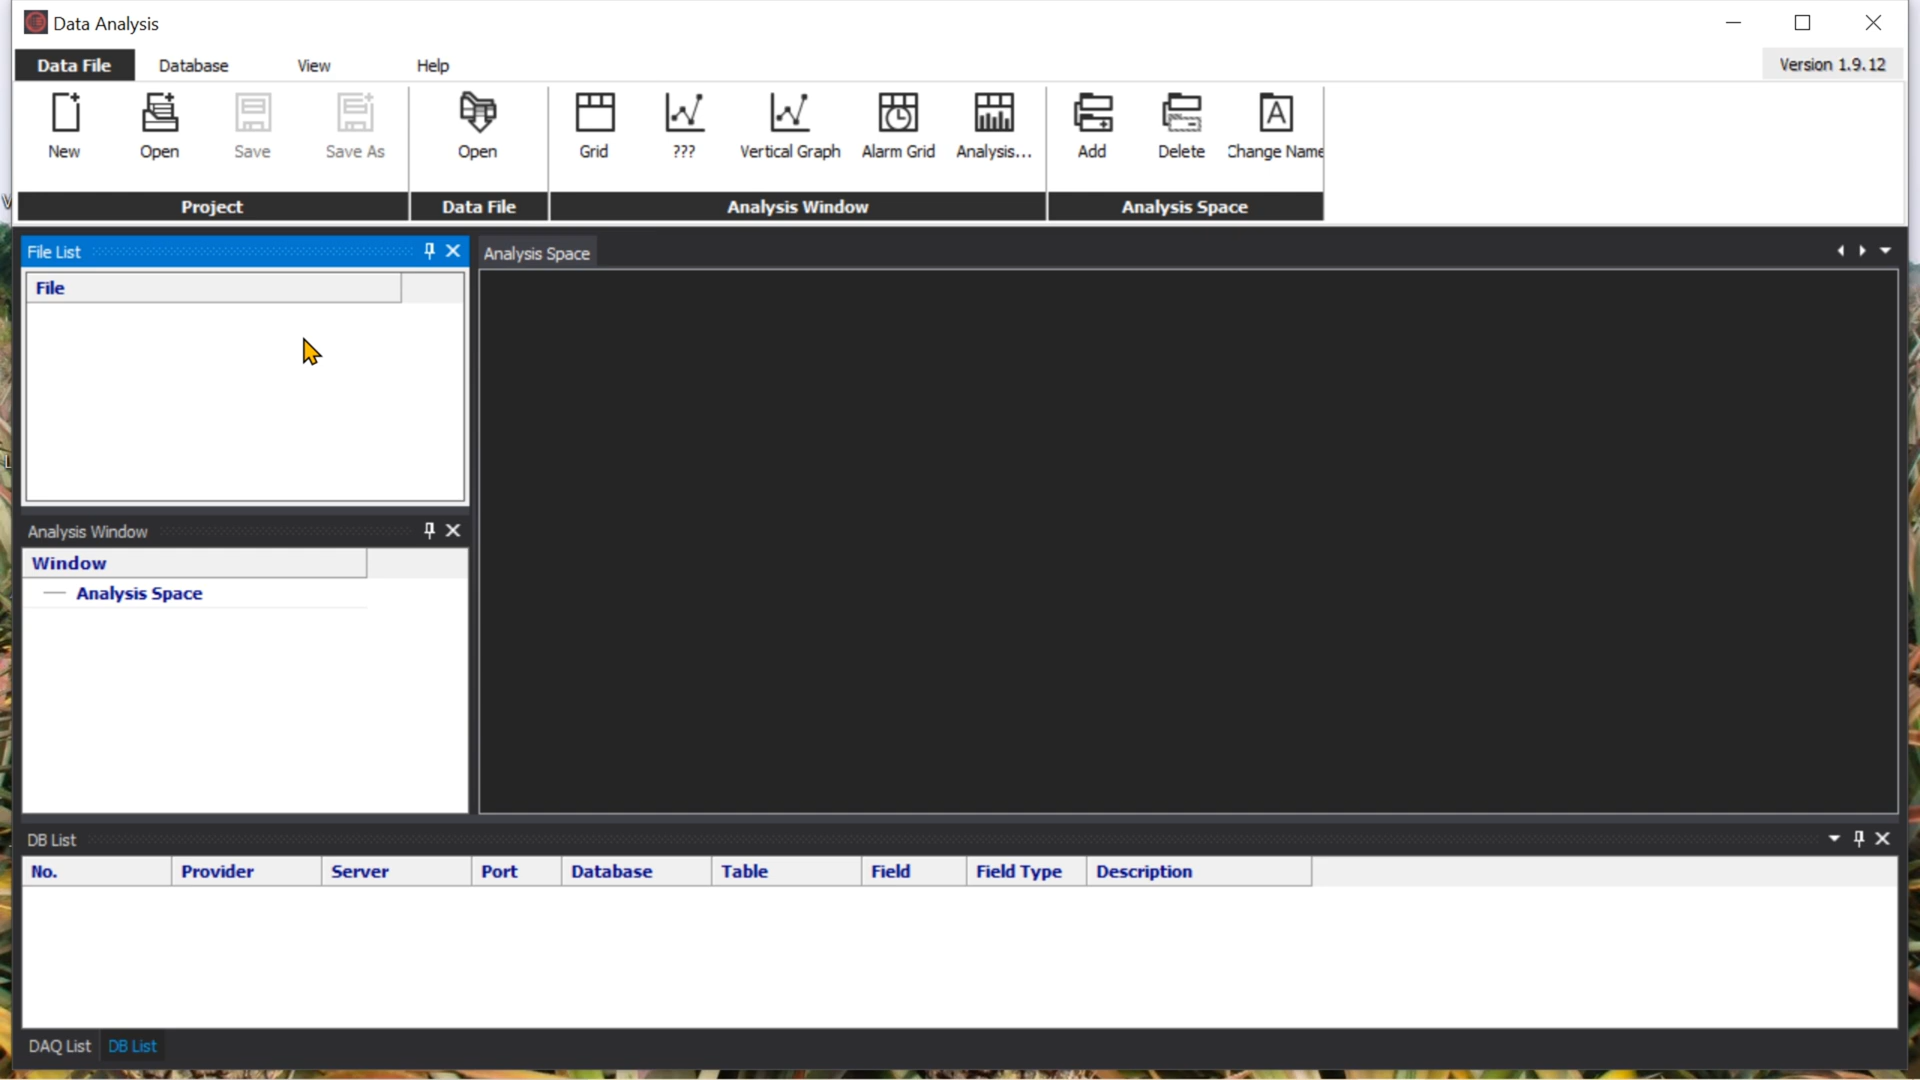 Data Analysis
Data File Database View Help Version 1.9.12
New Open Save Save As Open Grid ??? Vertical Graph Alarm Grid Analysis... Add Delete Change Name
Project Data File Analysis Window Analysis Space
File List
Analysis Space
File
Analysis Window
Window
Analysis Space
DB List
No. Provider Server Port Database Table Field Field Type Description
DAQ List DB List